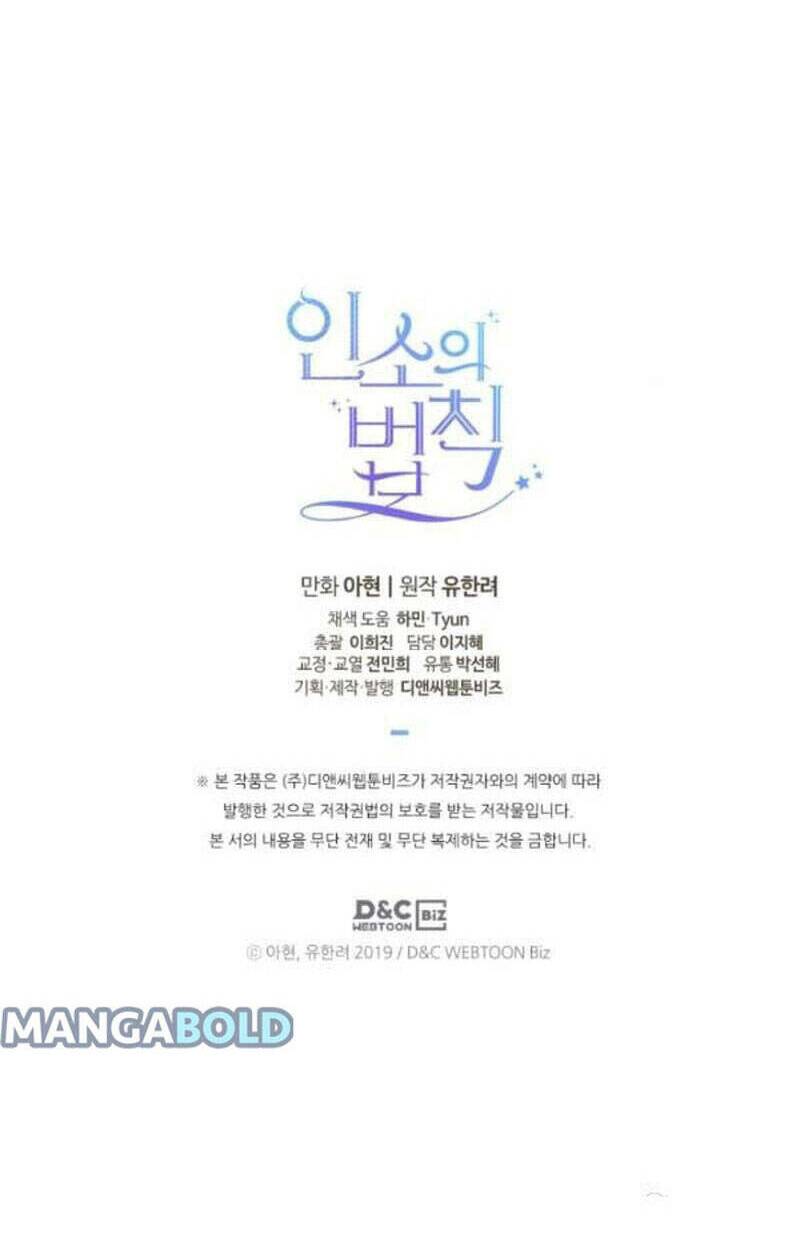 인소의
법칙
만화 아현 | 원작 유한려
채색 도움 하민·Tyun
총괄 이희진 담당 이지혜
교정·교열 전민희 유통 박선혜
기획·제작·발행 디앤씨웹툰비즈
※ 본 작품은 (주)디앤씨웹툰비즈가 저작권자와의 계약에 따라
발행한 것으로 저작권법의 보호를 받는 저작물입니다.
본 서의 내용을 무단 전재 및 무단 복제하는 것을 금합니다.
D&C BiZ
WEBTOON
ⓒ 아현, 유한려 2019 / D&C WEBTOON Biz
MANGABOLD